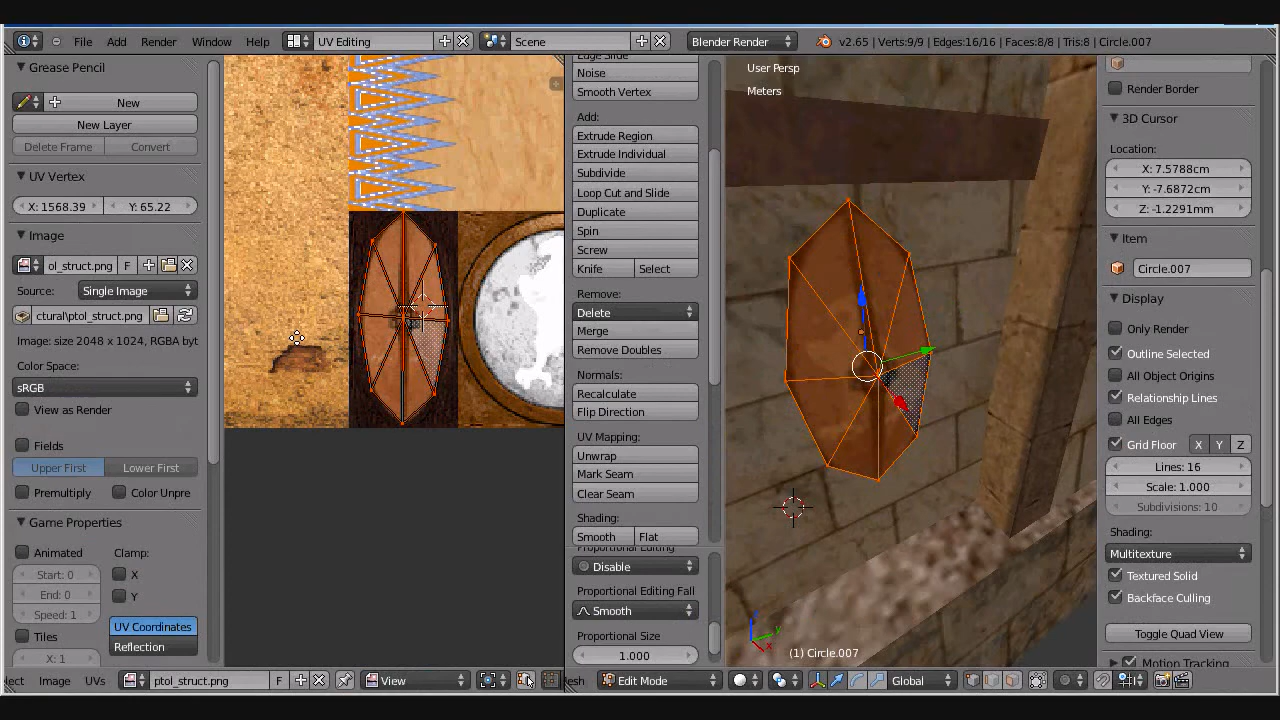 File Add Render Window Help UV Editing Scene Blender Render v2.65 | Verts:9/9 | Edges:16/16 | Faces:8/8 | Tris:8 | Circle.007
Grease Pencil
New
New Layer
Delete Frame Convert
UV Vertex
X: 1568.39 Y: 65.22
Image
ol_struct.png F
Source: Single Image
ctural\ptol_struct.png
Image: size 2048 x 1024, RGBA byt
Color Space:
sRGB
View as Render
Fields
Upper First Lower First
Premultiply Color Unpre
Game Properties
Animated Clamp:
Start: 0 X
End: 0 Y
Speed: 1
Tiles UV Coordinates
X: 1 Reflection
lect Image UVs ptol_struct.png F View
Edge Slide
Noise
Smooth Vertex
Add:
Extrude Region
Extrude Individual
Subdivide
Loop Cut and Slide
Duplicate
Spin
Screw
Knife Select
Remove:
Delete
Merge
Remove Doubles
Normals:
Recalculate
Flip Direction
UV Mapping:
Unwrap
Mark Seam
Clear Seam
Shading:
Smooth Flat
Proportional Editing
Disable
Proportional Editing Fall
Smooth
Proportional Size
1.000
User Persp
Meters
z
y
x
(1) Circle.007
esh Edit Mode Global
Render Border
3D Cursor
Location:
X: 7.5788cm
Y: -7.6872cm
Z: -1.2291mm
Item
Circle.007
Display
Only Render
Outline Selected
All Object Origins
Relationship Lines
All Edges
Grid Floor X Y Z
Lines: 16
Scale: 1.000
Subdivisions: 10
Shading:
Multitexture
Textured Solid
Backface Culling
Toggle Quad View
Motion Tracking